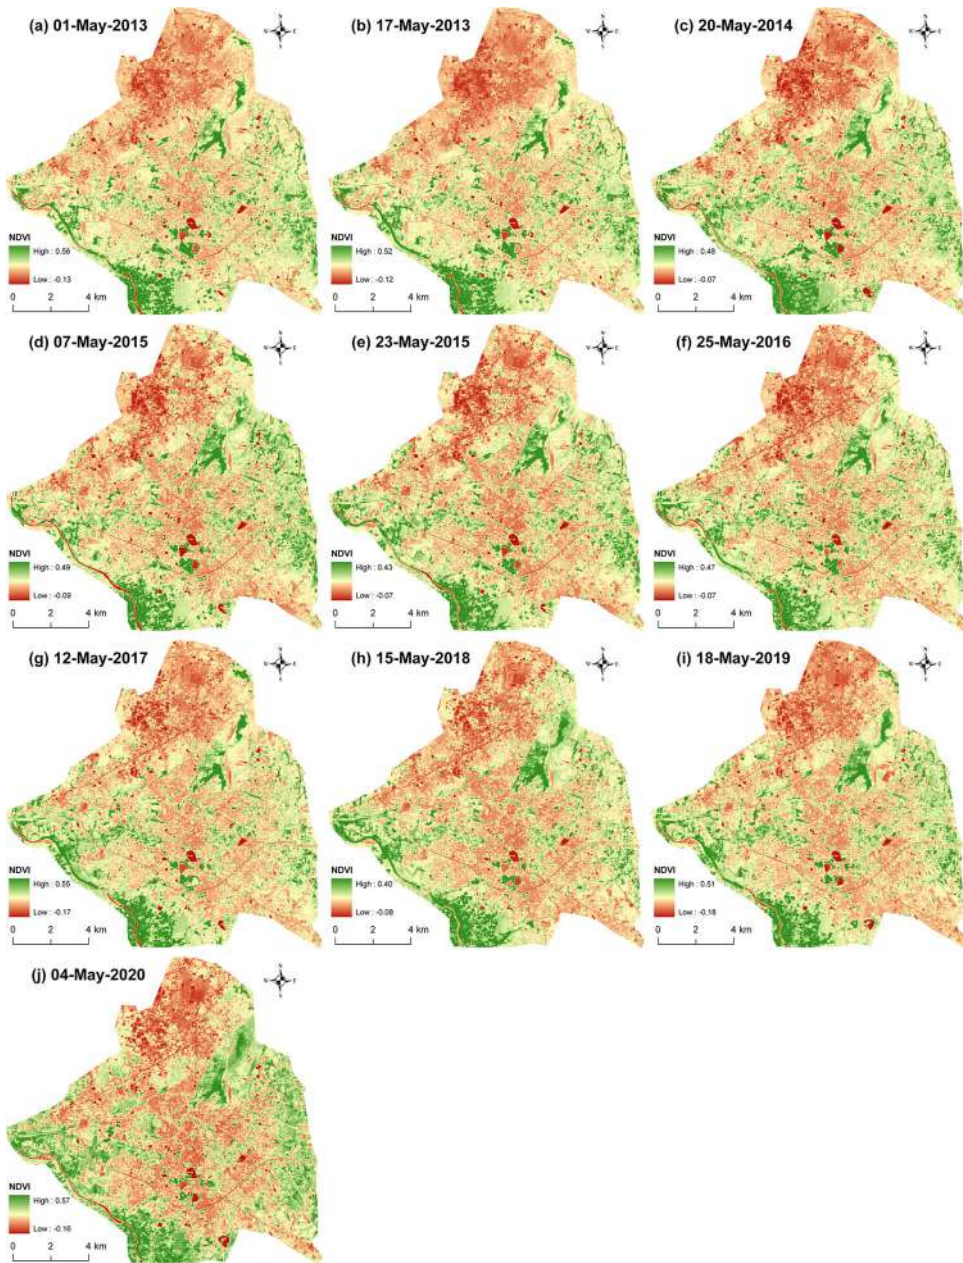 (a) 01-May-2013
N
W E
S
NDVI
High : 0.56
Low : -0.13
0 2 4 km
(b) 17-May-2013
N
W E
S
NDVI
High : 0.52
Low : -0.12
0 2 4 km
(c) 20-May-2014
N
W E
S
NDVI
High : 0.48
Low : -0.07
0 2 4 km
(d) 07-May-2015
N
W E
S
NDVI
High : 0.49
Low : -0.09
0 2 4 km
(e) 23-May-2015
N
W E
S
NDVI
High : 0.43
Low : -0.07
0 2 4 km
(f) 25-May-2016
N
W E
S
NDVI
High : 0.47
Low : -0.07
0 2 4 km
(g) 12-May-2017
N
W E
S
NDVI
High : 0.55
Low : -0.17
0 2 4 km
(h) 15-May-2018
N
W E
S
NDVI
High : 0.40
Low : -0.08
0 2 4 km
(i) 18-May-2019
N
W E
S
NDVI
High : 0.51
Low : -0.18
0 2 4 km
(j) 04-May-2020
N
W E
S
NDVI
High : 0.57
Low : -0.16
0 2 4 km